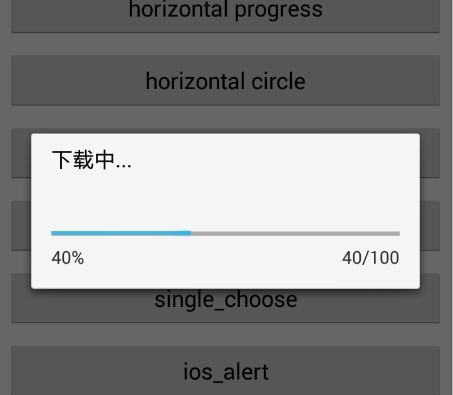 horizontal progress
horizontal circle
下载中...
40%
40/100
single_choose
ios_alert